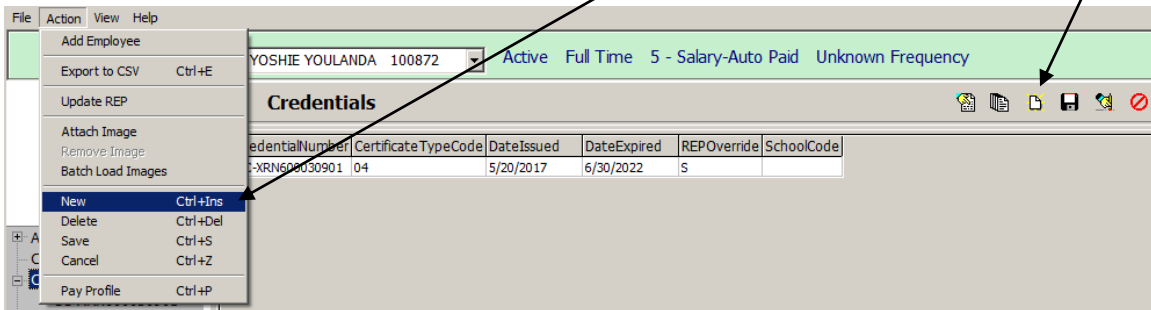 File Action View Help
Add Employee
Export to CSV Ctrl+E
Update REP
Attach Image
Remove Image
Batch Load Images
New Ctrl+Ins
Delete Ctrl+Del
Save Ctrl+S
Cancel Ctrl+Z
Pay Profile Ctrl+P
YOSHIE YOULANDA 100872 Active Full Time 5 - Salary-Auto Paid Unknown Frequency
Credentials
edentialNumber CertificateTypeCode DateIssued DateExpired REPOverride SchoolCode
-XRN600030901 04 5/20/2017 6/30/2022 S
A
C
C